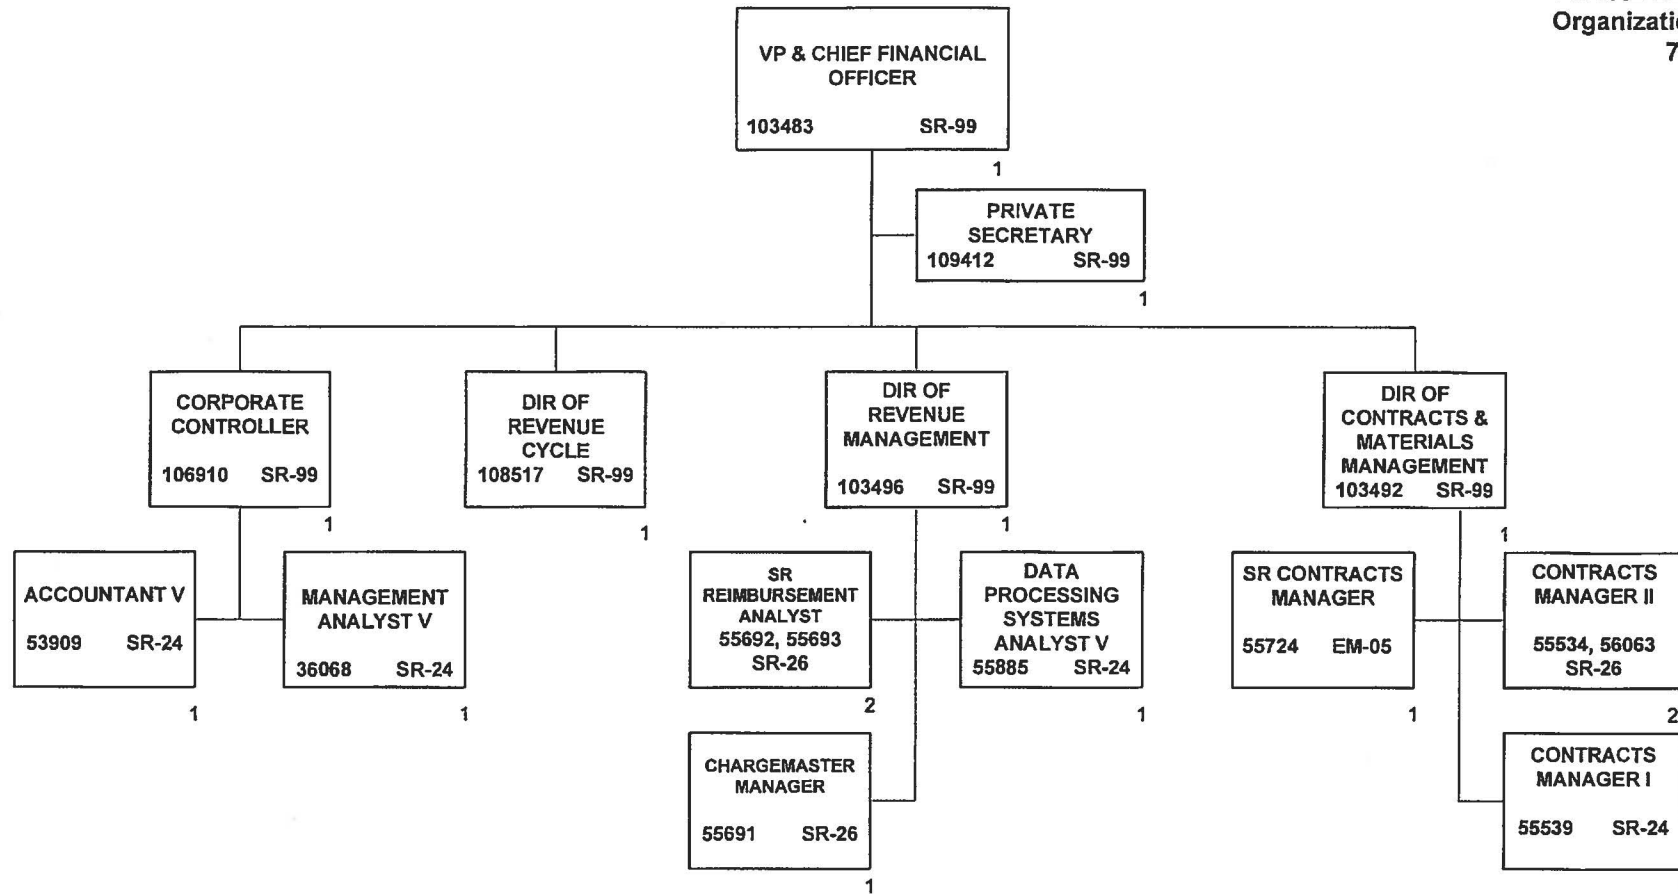 7
VP & CHIEF FINANCIAL
OFFICER
103483 SR-99
1
PRIVATE
SECRETARY
109412 SR-99
1
CORPORATE
CONTROLLER
106910 SR-99
1
DIR OF
REVENUE
CYCLE
108517 SR-99
1
DIR OF
REVENUE
MANAGEMENT
103496 SR-99
1
DIR OF
CONTRACTS &
MATERIALS
MANAGEMENT
103492 SR-99
1
ACCOUNTANT V
53909 SR-24
1
MANAGEMENT
ANALYST V
36068 SR-24
1
SR
REIMBURSEMENT
ANALYST
55692, 55693
SR-26
2
DATA
PROCESSING
SYSTEMS
ANALYST V
55885 SR-24
1
SR CONTRACTS
MANAGER
55724 EM-05
1
CONTRACTS
MANAGER II
55534, 56063
SR-26
2
CHARGEMASTER
MANAGER
55691 SR-26
1
CONTRACTS
MANAGER I
55539 SR-24